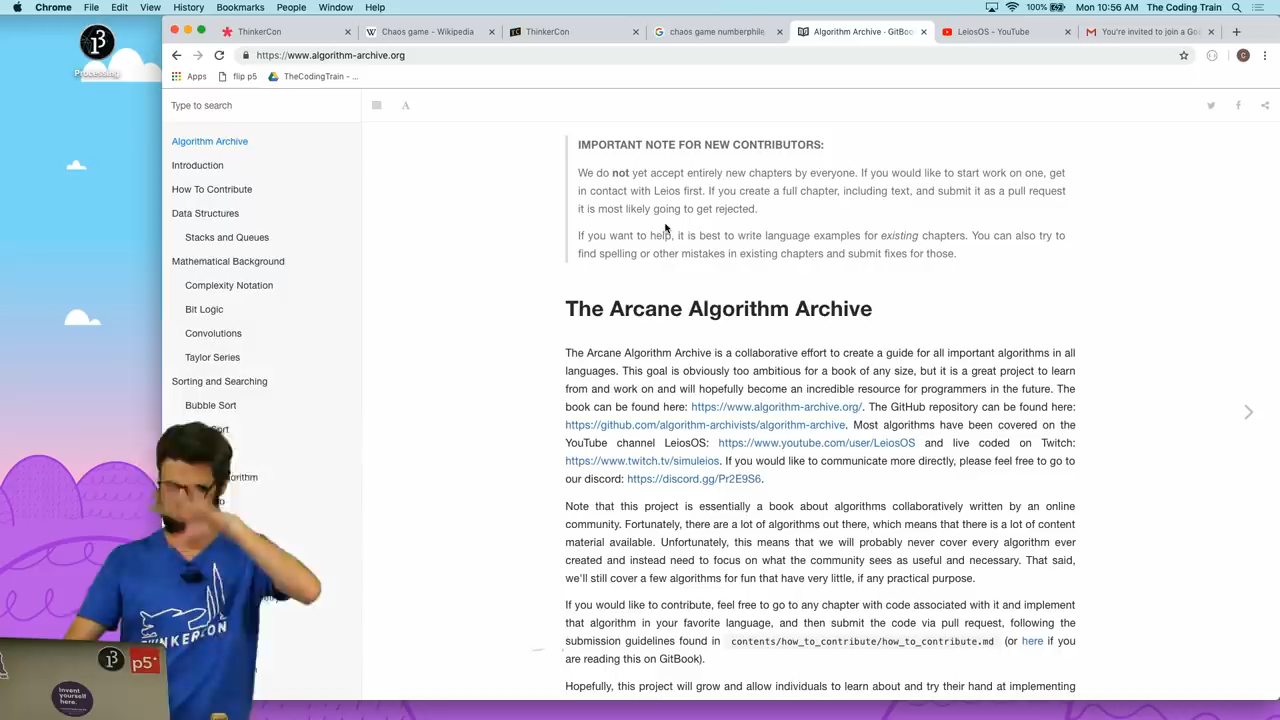 Chrome File Edit View History Bookmarks People Window Help
100% Mon 10:56 AM The Coding Train
ThinkerCon
Chaos game - Wikipedia
ThinkerCon
chaos game numberphile
Algorithm Archive · GitBoo
LeiosOS - YouTube
You're invited to join a Goo
https://www.algorithm-archive.org
Apps flip p5 TheCodingTrain - ...
Processing
Type to search
A
Algorithm Archive
Introduction
How To Contribute
Data Structures
Stacks and Queues
Mathematical Background
Complexity Notation
Bit Logic
Convolutions
Taylor Series
Sorting and Searching
Bubble Sort
IMPORTANT NOTE FOR NEW CONTRIBUTORS:
We do not yet accept entirely new chapters by everyone. If you would like to start work on one, get
in contact with Leios first. If you create a full chapter, including text, and submit it as a pull request
it is most likely going to get rejected.
If you want to help, it is best to write language examples for existing chapters. You can also try to
find spelling or other mistakes in existing chapters and submit fixes for those.
The Arcane Algorithm Archive
The Arcane Algorithm Archive is a collaborative effort to create a guide for all important algorithms in all
languages. This goal is obviously too ambitious for a book of any size, but it is a great project to learn
from and work on and will hopefully become an incredible resource for programmers in the future. The
book can be found here: https://www.algorithm-archive.org/. The GitHub repository can be found here:
https://github.com/algorithm-archivists/algorithm-archive. Most algorithms have been covered on the
YouTube channel LeiosOS: https://www.youtube.com/user/LeiosOS and live coded on Twitch:
https://www.twitch.tv/simuleios. If you would like to communicate more directly, please feel free to go to
our discord: https://discord.gg/Pr2E9S6.
Note that this project is essentially a book about algorithms collaboratively written by an online
community. Fortunately, there are a lot of algorithms out there, which means that there is a lot of content
material available. Unfortunately, this means that we will probably never cover every algorithm ever
created and instead need to focus on what the community sees as useful and necessary. That said,
we'll still cover a few algorithms for fun that have very little, if any practical purpose.
If you would like to contribute, feel free to go to any chapter with code associated with it and implement
that algorithm in your favorite language, and then submit the code via pull request, following the
submission guidelines found in contents/how_to_contribute/how_to_contribute.md (or here if you
are reading this on GitBook).
Hopefully, this project will grow and allow individuals to learn about and try their hand at implementing
THINKERCON
p5*
Invent
yourself
here.